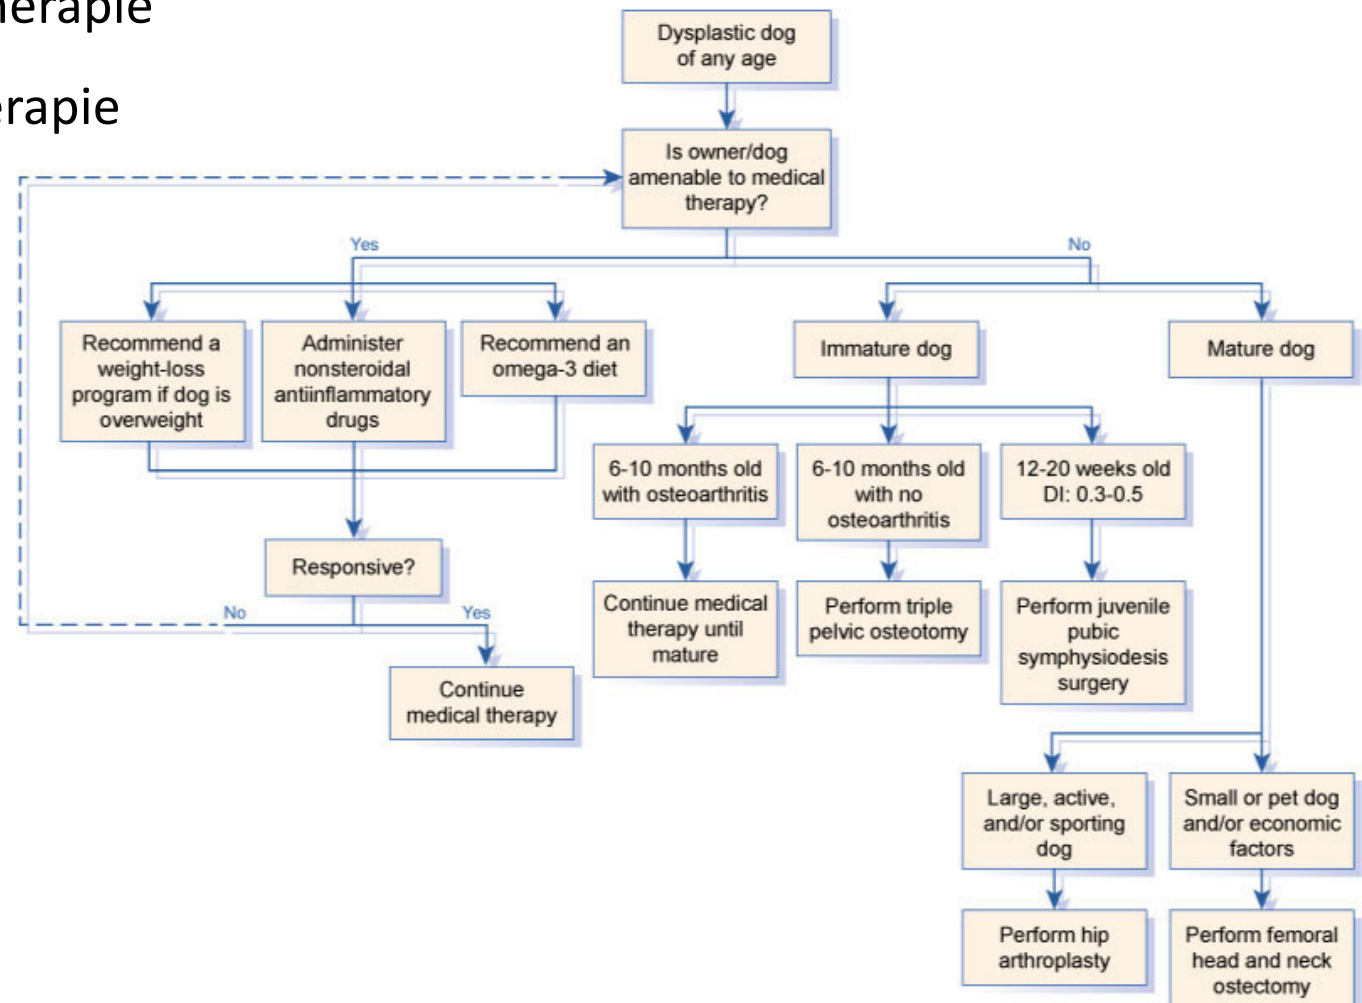 herapie
erapie
Dysplastic dog
of any age
Is owner/dog
amenable to medical
therapy?
Yes
No
Recommend a
weight-loss
program if dog is
overweight
Administer
nonsteroidal
antiinflammatory
drugs
Recommend an
omega-3 diet
Immature dog
Mature dog
6-10 months old
with osteoarthritis
6-10 months old
with no
osteoarthritis
12-20 weeks old
DI: 0.3-0.5
Responsive?
No
Yes
Continue
medical therapy
Continue medical
therapy until
mature
Perform triple
pelvic osteotomy
Perform juvenile
pubic
symphysiodesis
surgery
Large, active,
and/or sporting
dog
Small or pet dog
and/or economic
factors
Perform hip
arthroplasty
Perform femoral
head and neck
ostectomy